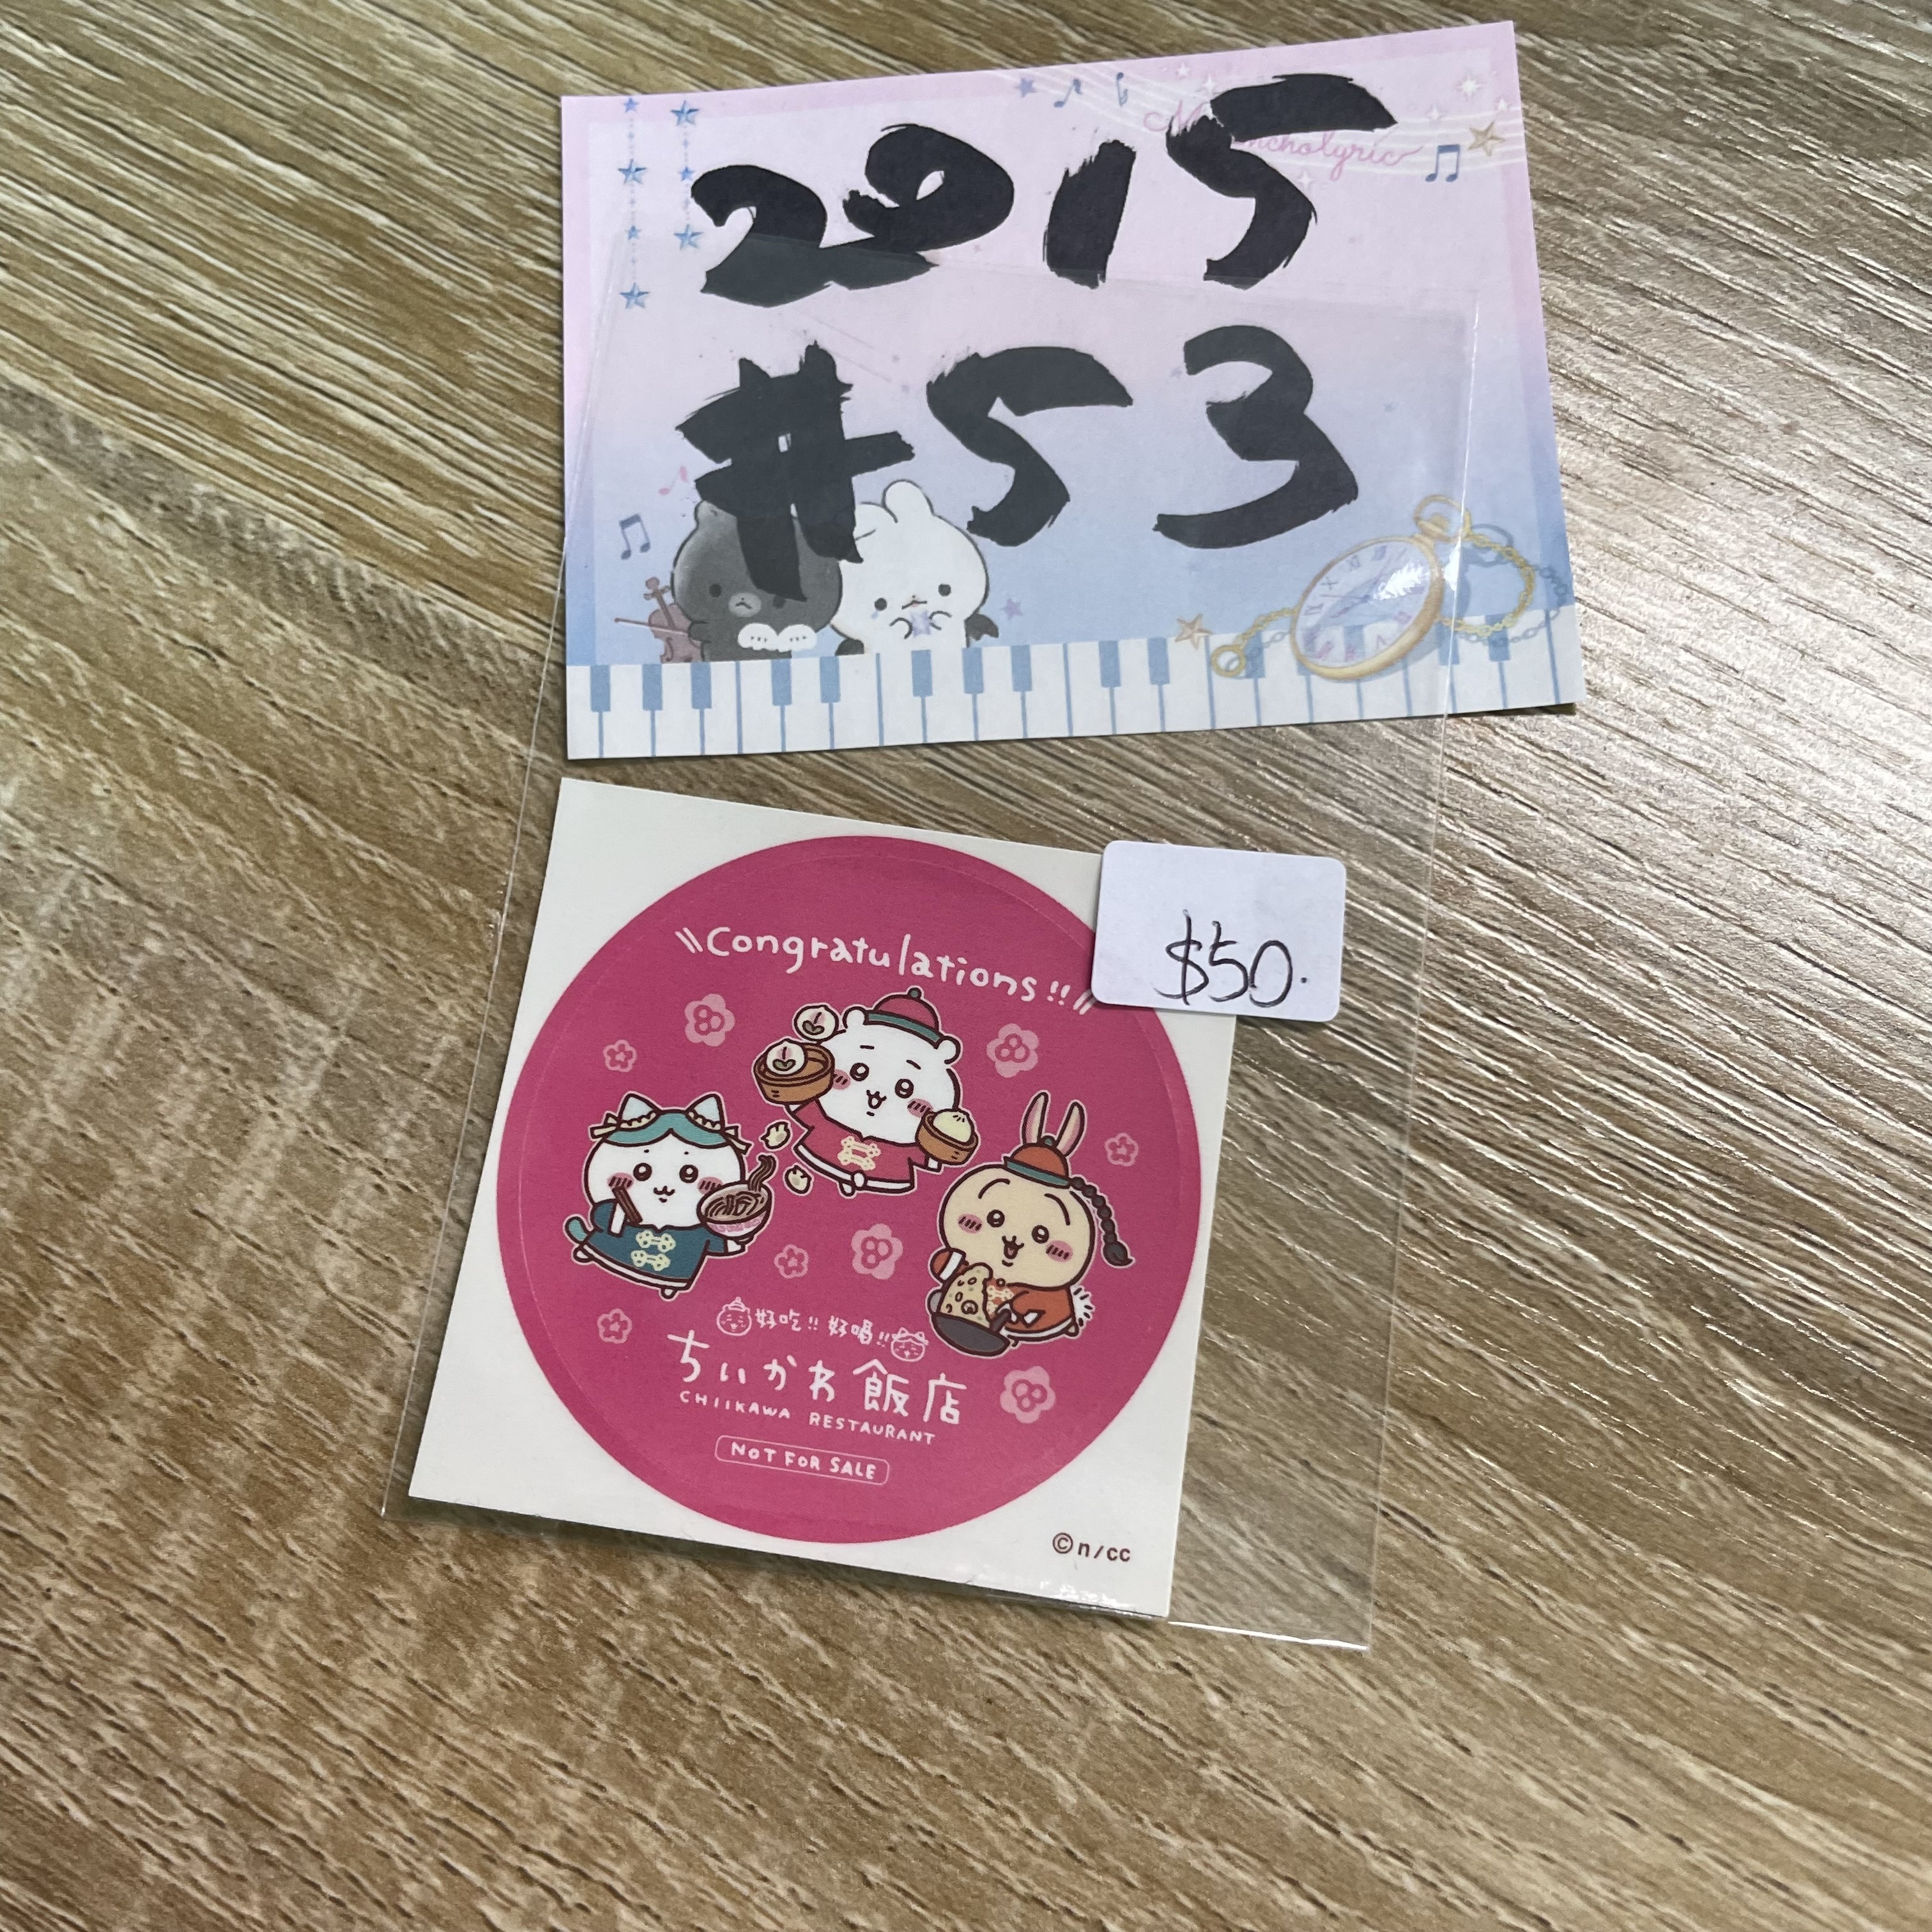 2015
#53
$50.
\\Congratulations!!//
好吃!! 好喝!!
ちいかわ飯店
CHIIKAWA RESTAURANT
NOT FOR SALE
©n/cc